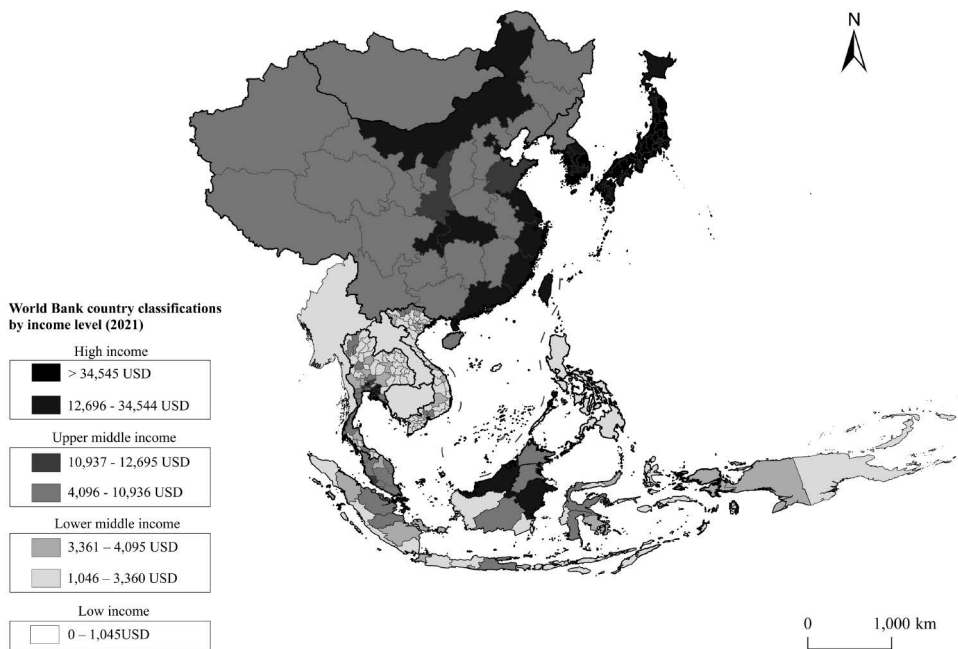 N
World Bank country classifications
by income level (2021)
High income
> 34,545 USD
12,696 - 34,544 USD
Upper middle income
10,937 - 12,695 USD
4,096 - 10,936 USD
Lower middle income
3,361 – 4,095 USD
1,046 – 3,360 USD
Low income
0 – 1,045USD
0 1,000 km